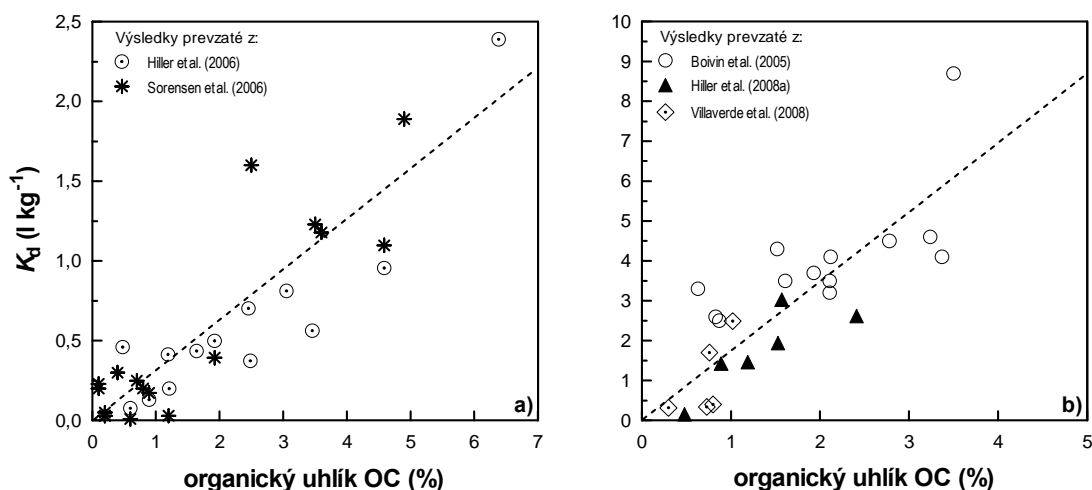 2,5
2,0
1,5
1,0
0,5
0,0
Kd (l kg-1)
Výsledky prevzaté z:
Hiller et al. (2006)
Sorensen et al. (2006)
a)
0 1 2 3 4 5 6 7
organický uhlík OC (%)
10
9
8
7
6
5
4
3
2
1
0
Výsledky prevzaté z:
Boivin et al. (2005)
Hiller et al. (2008a)
Villaverde et al. (2008)
b)
0 1 2 3 4 5
organický uhlík OC (%)